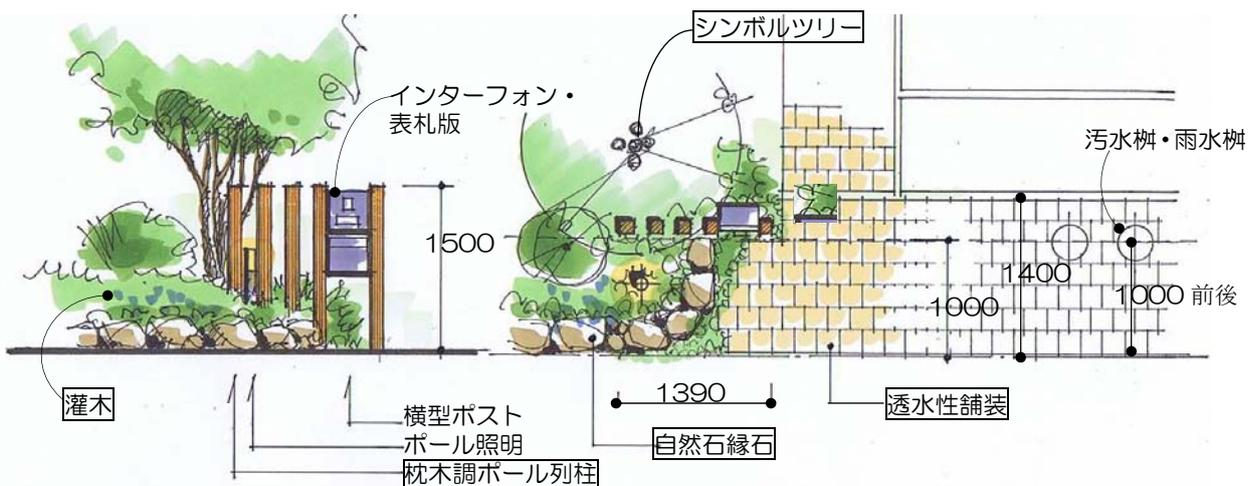 シンボルツリー
インターフォン・
表札版
汚水桝・雨水桝
1500
1400
1000
1000 前後
1390
灌木
横型ポスト
ポール照明
枕木調ポール列柱
自然石縁石
透水性舗装